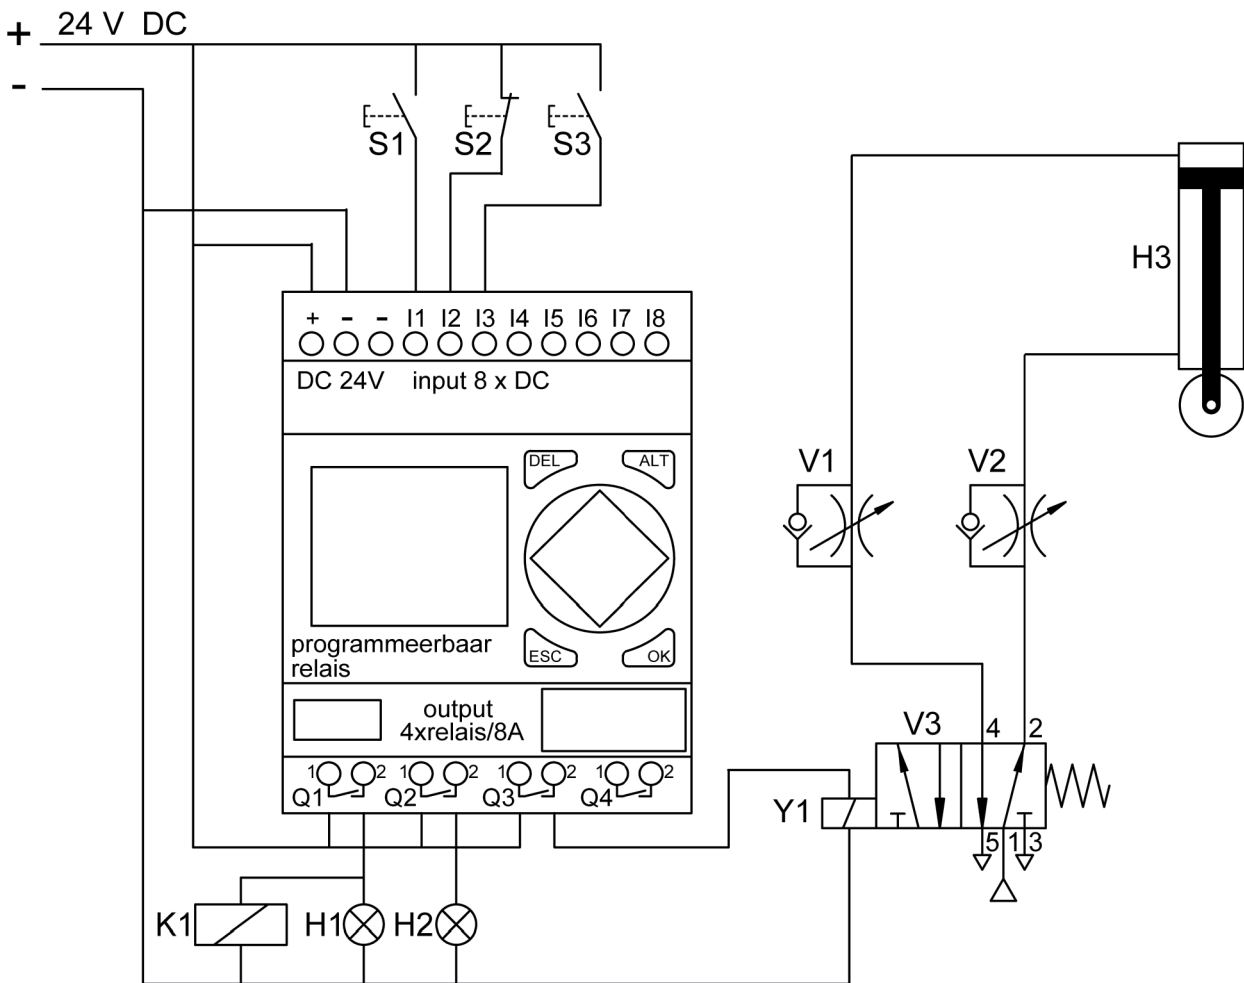 + 24 V DC
-
S1 S2 S3
H3
+ - - I1 I2 I3 I4 I5 I6 I7 I8
DC 24V input 8 x DC
DEL ALT
V1 V2
programmeerbaar
relais
ESC OK
output
4xrelais/8A
V3 4 2
1 2 1 2 1 2 1 2
Q1 Q2 Q3 Q4
Y1
5 1 3
K1 H1 H2